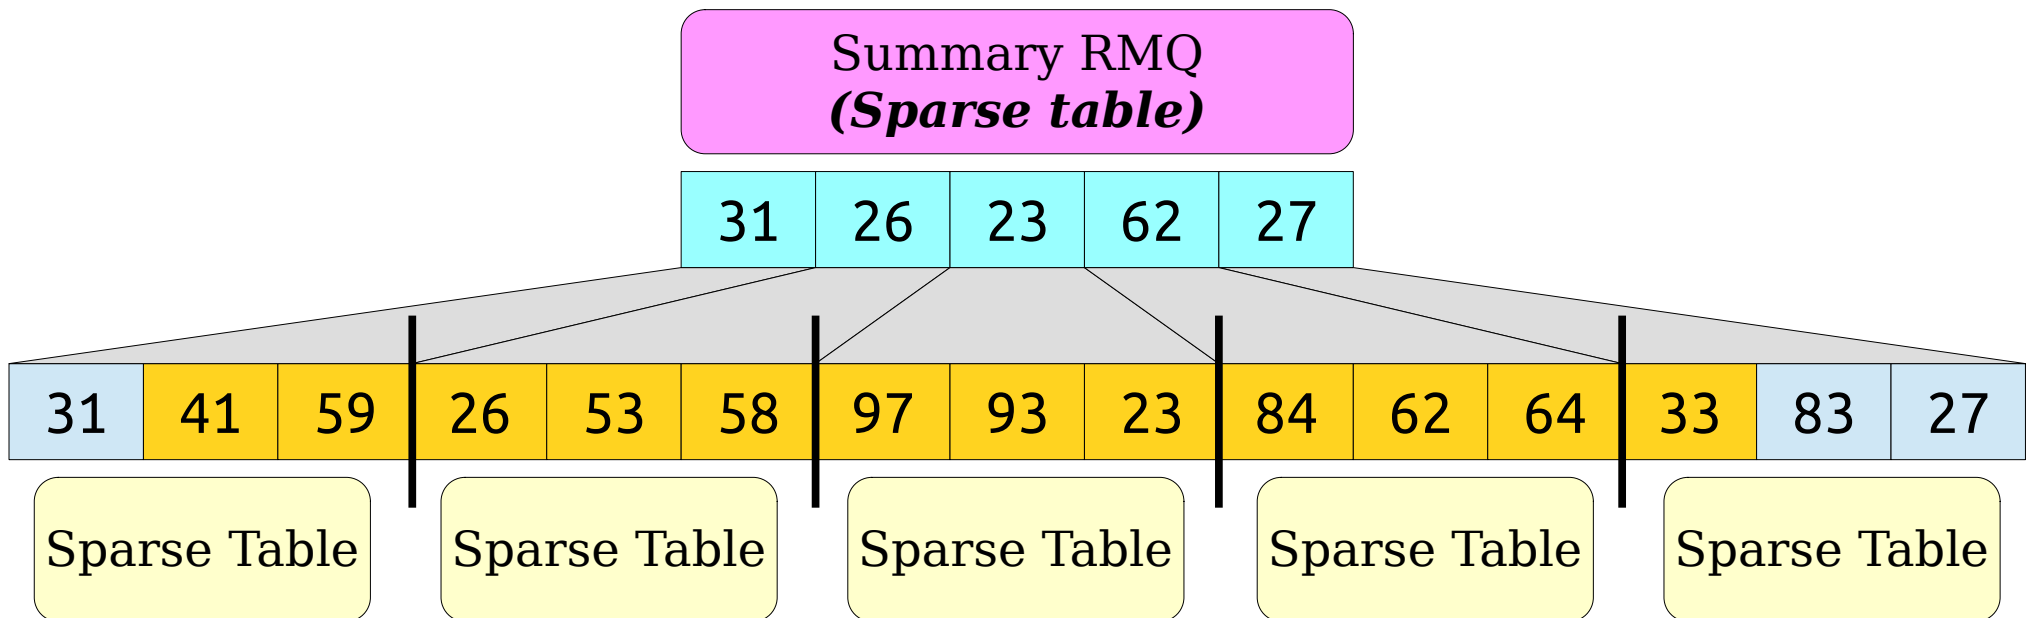 Summary RMQ
(Sparse table)
31 26 23 62 27
31 41 59 26 53 58 97 93 23 84 62 64 33 83 27
Sparse Table Sparse Table Sparse Table Sparse Table Sparse Table